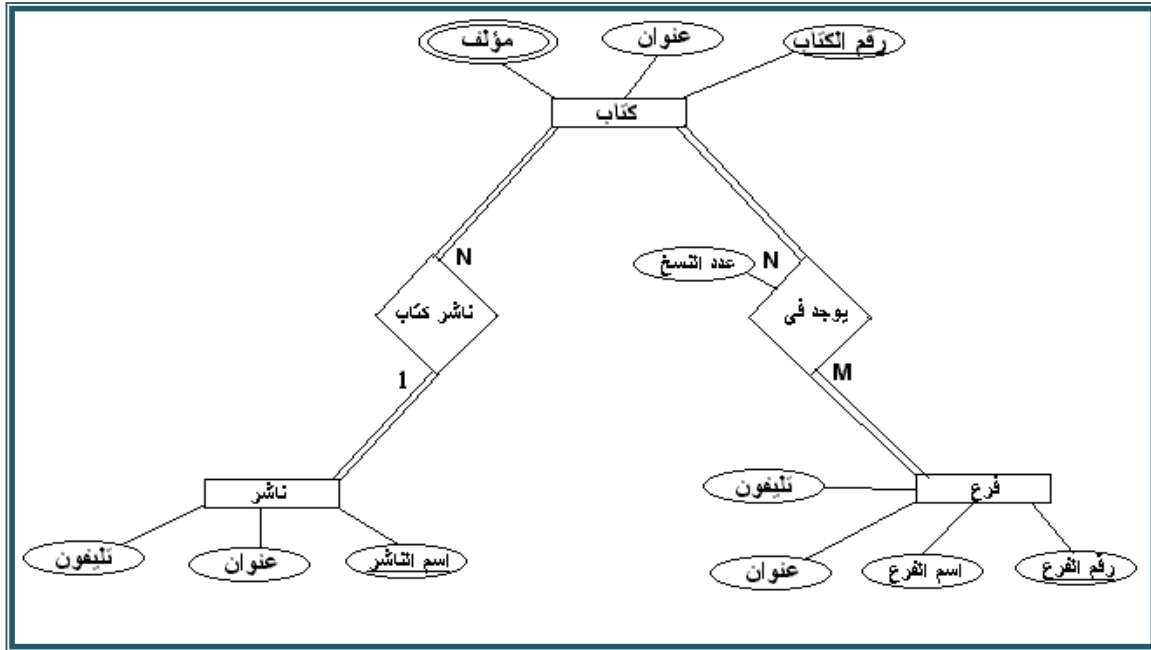 رقم الكتاب
عنوان
مؤلف
كتاب
N
N
عدد النسخ
يوجد في
ناشر كتاب
M
1
فرع
ناشر
تليفون
رقم الفرع
اسم الفرع
عنوان
اسم الناشر
عنوان
تليفون